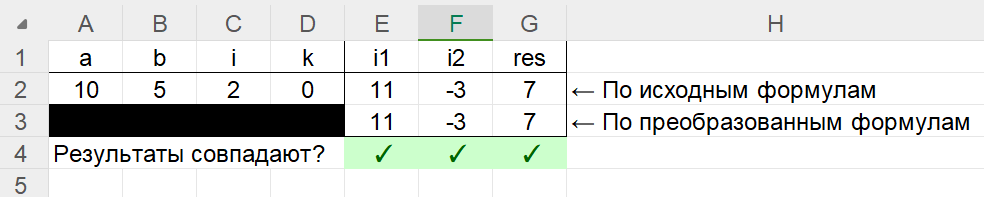 A B C D E F G H
1 a b i k i1 i2 res
2 10 5 2 0 11 -3 7 ← По исходным формулам
3 11 -3 7 ← По преобразованным формулам
4 Результаты совпадают? ✓ ✓ ✓
5